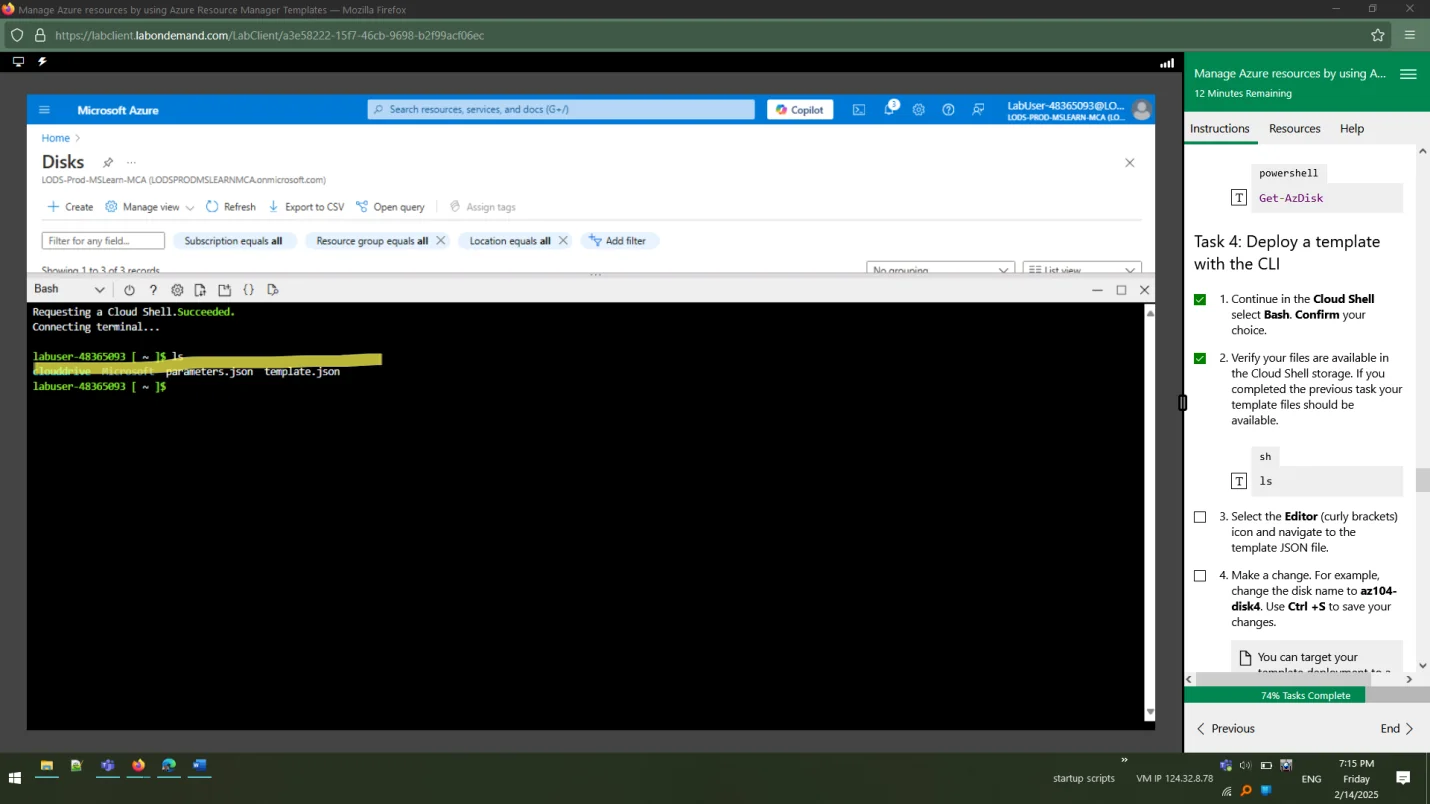 Manage Azure resources by using Azure Resource Manager Templates — Mozilla Firefox
https://labclient.labondemand.com/LabClient/a3e58222-15f7-46cb-9698-b2f99acf06ec
Microsoft Azure
Search resources, services, and docs (G+/)
Copilot
1
LabUser-48365093@LO...
LODS-PROD-MSLEARN-MCA (LO...
Home >
Disks
...
LODS-Prod-MSLearn-MCA (LODSPRODMSLEARNMCA.onmicrosoft.com)
Create Manage view Refresh Export to CSV Open query Assign tags
Filter for any field... Subscription equals all Resource group equals all Location equals all Add filter
Showing 1 to 3 of 3 records No grouping List view
Bash
Requesting a Cloud Shell.Succeeded.
Connecting terminal...
labuser-48365093 [ ~ ]$ ls
clouddrive Microsoft parameters.json template.json
labuser-48365093 [ ~ ]$
Manage Azure resources by using A...
12 Minutes Remaining
Instructions Resources Help
powershell
T Get-AzDisk
Task 4: Deploy a template
with the CLI
1. Continue in the Cloud Shell
select Bash. Confirm your
choice.
2. Verify your files are available in
the Cloud Shell storage. If you
completed the previous task your
template files should be
available.
sh
T ls
3. Select the Editor (curly brackets)
icon and navigate to the
template JSON file.
4. Make a change. For example,
change the disk name to az104-
disk4. Use Ctrl +S to save your
changes.
You can target your
template deployment to a
74% Tasks Complete
Previous End
startup scripts
VM IP 124.32.8.78
ENG
7:15 PM
Friday
2/14/2025